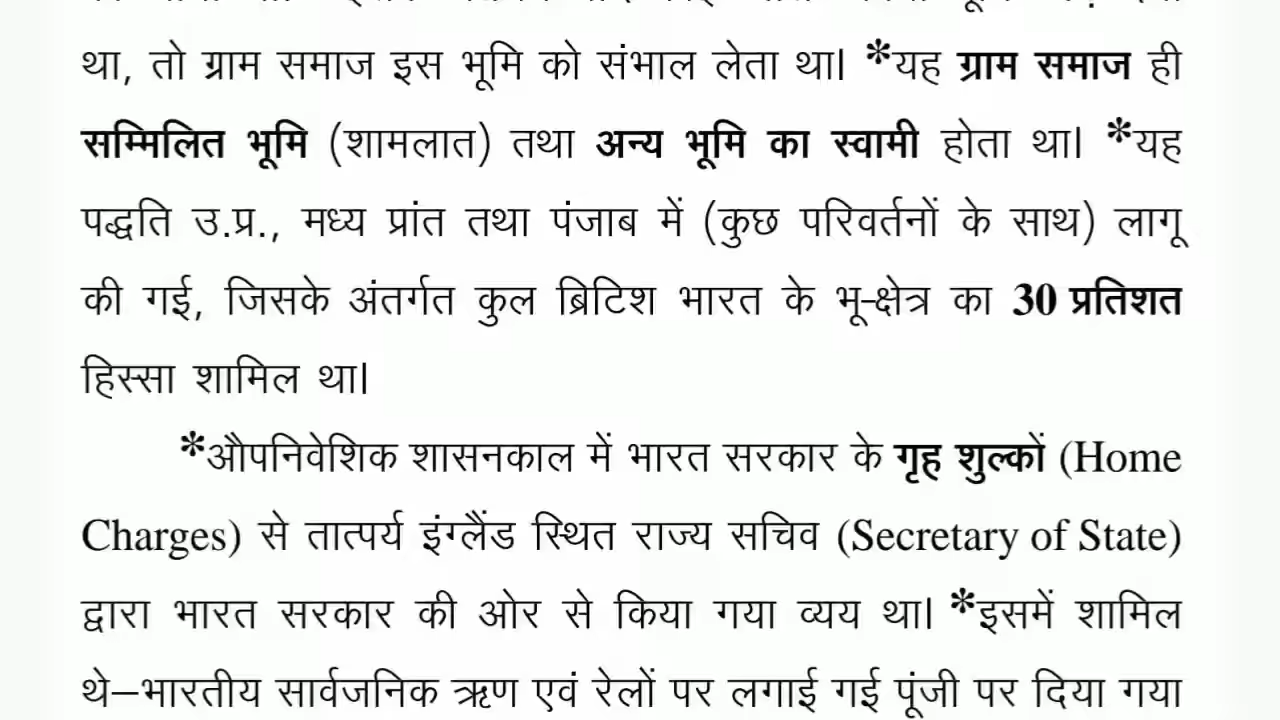 था, तो ग्राम समाज इस भूमि को संभाल लेता था। *यह ग्राम समाज ही
सम्मिलित भूमि (शामलात) तथा अन्य भूमि का स्वामी होता था। *यह
पद्धति उ.प्र., मध्य प्रांत तथा पंजाब में (कुछ परिवर्तनों के साथ) लागू
की गई, जिसके अंतर्गत कुल ब्रिटिश भारत के भू-क्षेत्र का 30 प्रतिशत
हिस्सा शामिल था।
*औपनिवेशिक शासनकाल में भारत सरकार के गृह शुल्कों (Home
Charges) से तात्पर्य इंग्लैंड स्थित राज्य सचिव (Secretary of State)
द्वारा भारत सरकार की ओर से किया गया व्यय था। *इसमें शामिल
थे–भारतीय सार्वजनिक ऋण एवं रेलों पर लगाई गई पूंजी पर दिया गया